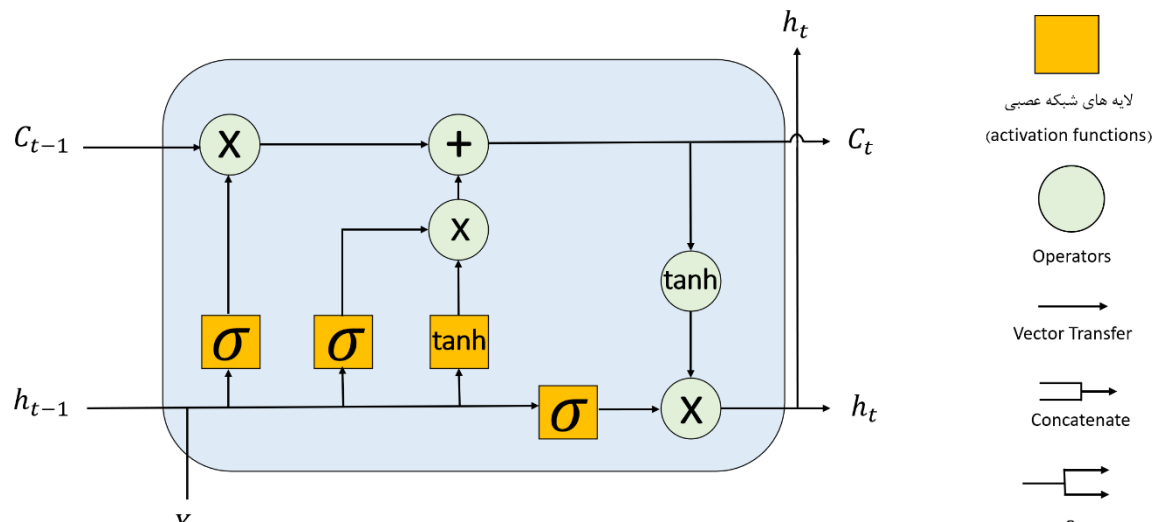 h_t
C_{t-1}
X
+
C_t
X
tanh
σ
σ
tanh
h_{t-1}
σ
X
h_t
لایه های شبکه عصبی
(activation functions)
Operators
Vector Transfer
Concatenate